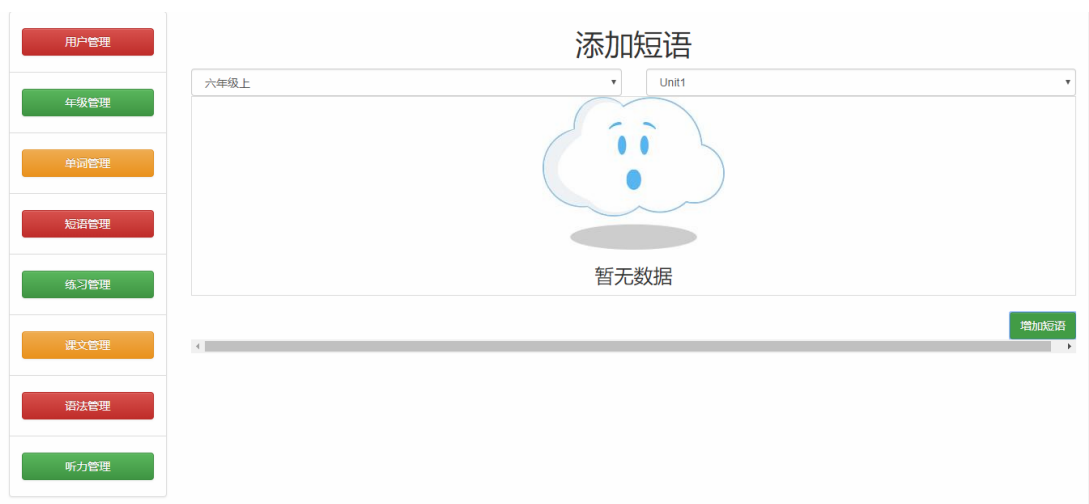 用户管理
年级管理
单词管理
短语管理
练习管理
课文管理
语法管理
听力管理
添加短语
六年级上
Unit1
暂无数据
增加短语